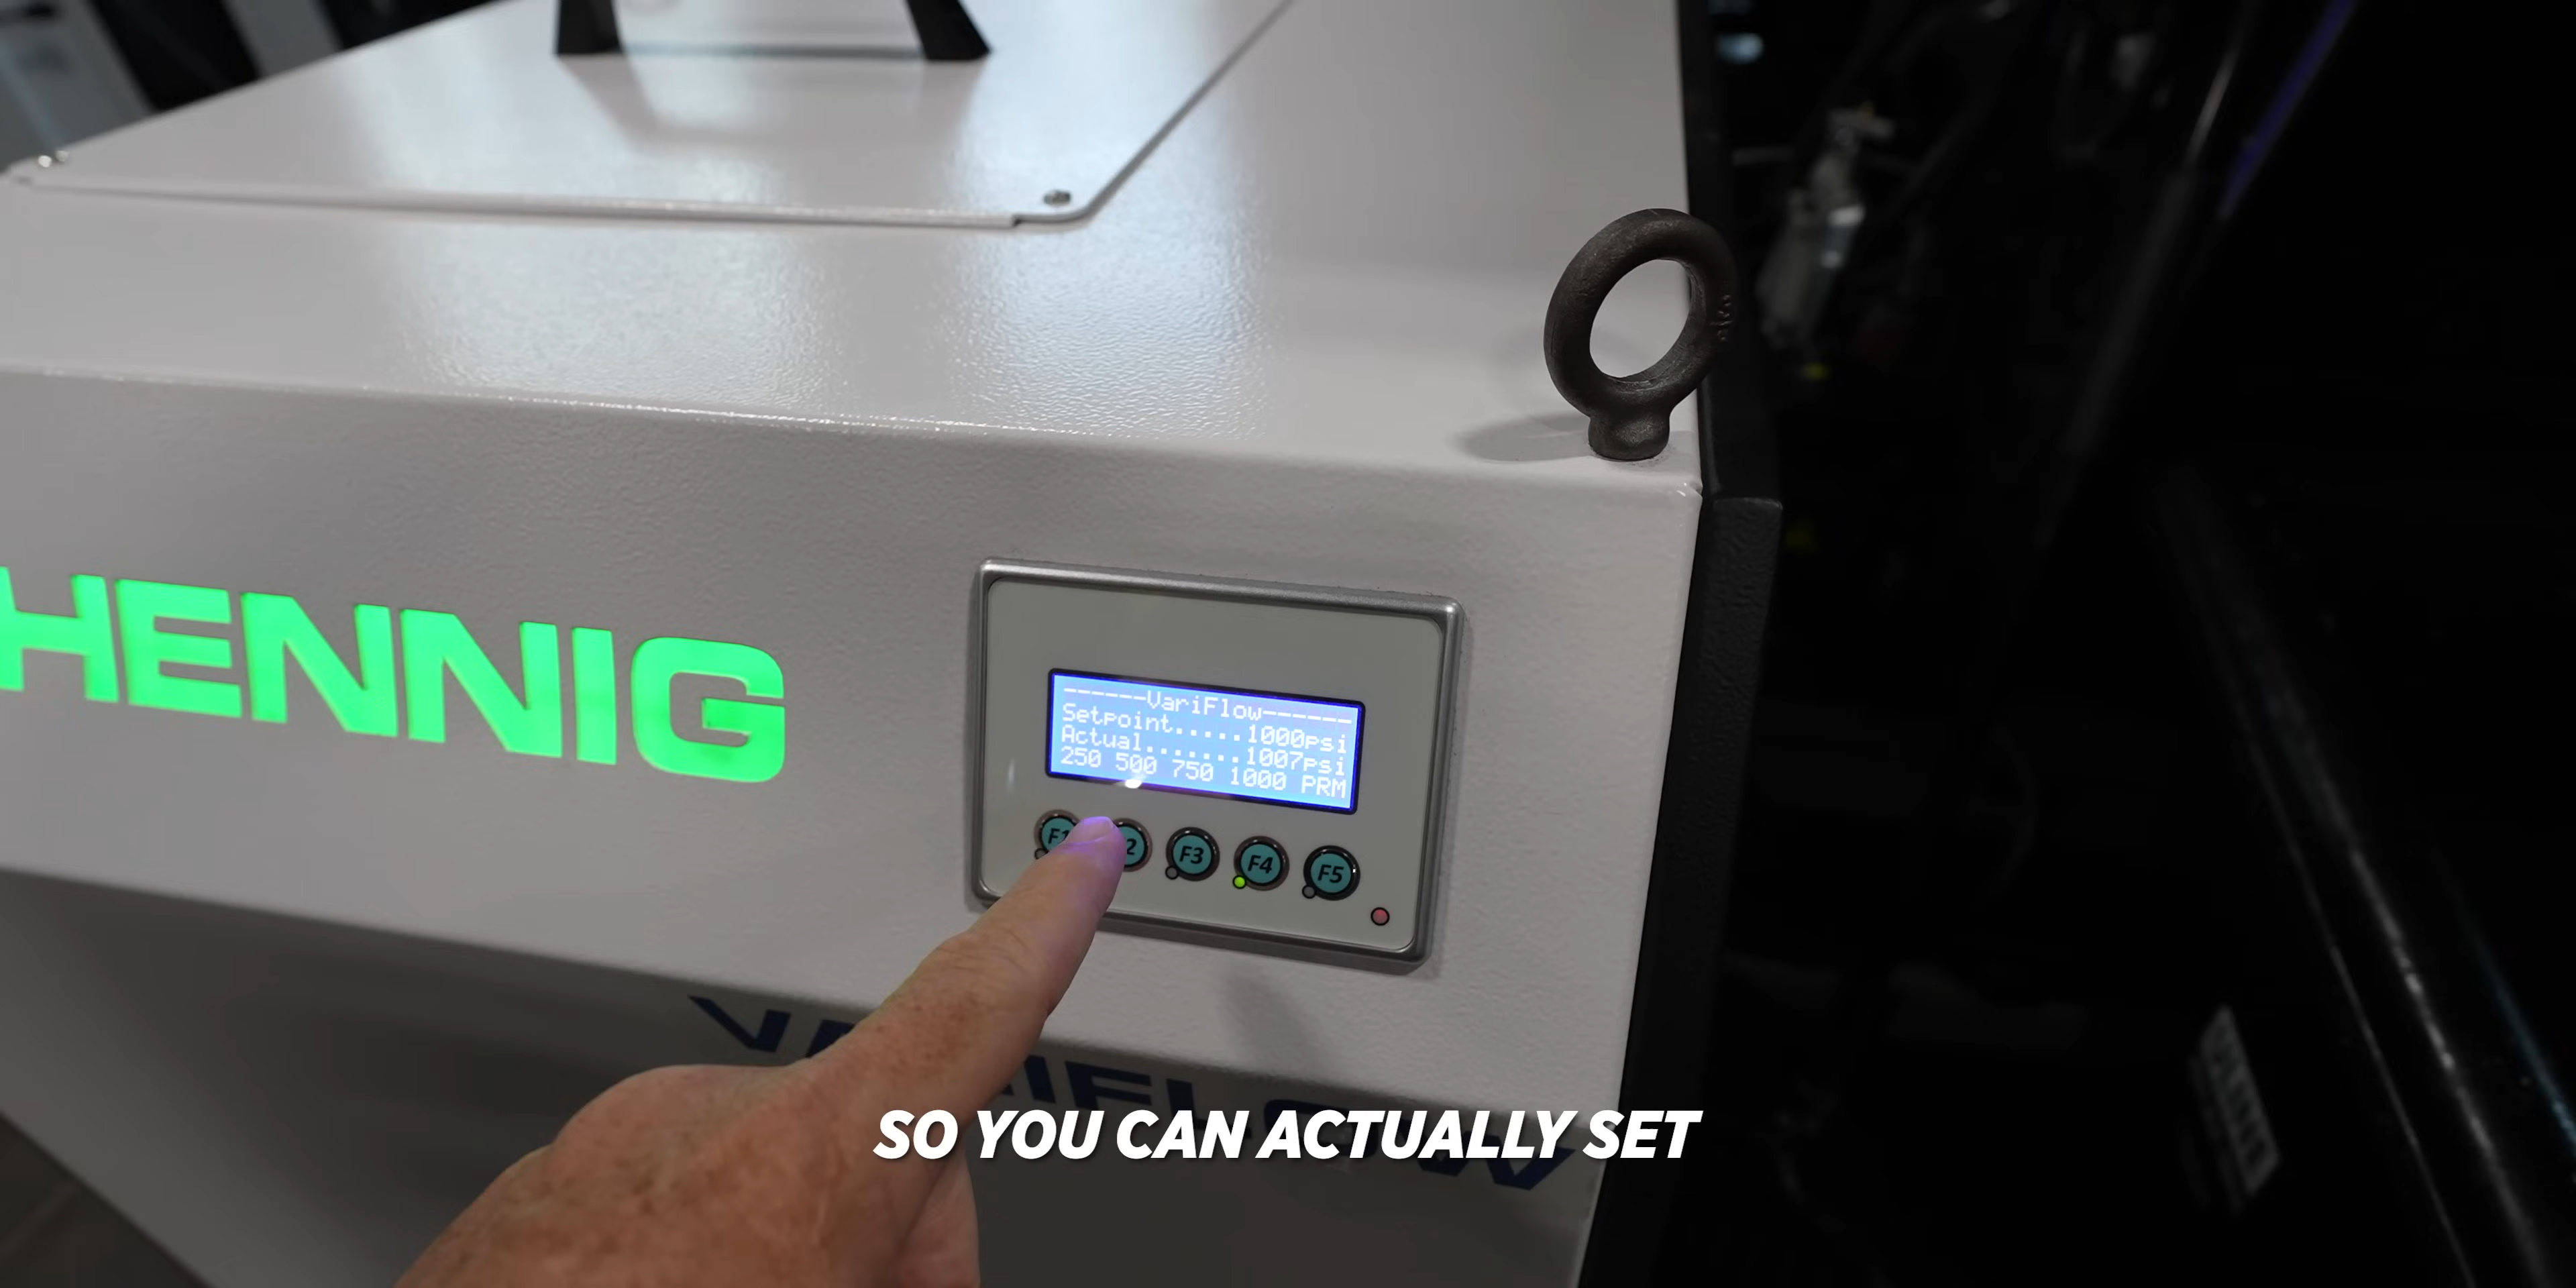 HENNIG
------VariFlow------
Setpoint.....1000psi
Actual.......1007psi
250 500 750 1000 PRM
F1
F3
F4
F5
SO YOU CAN ACTUALLY SET